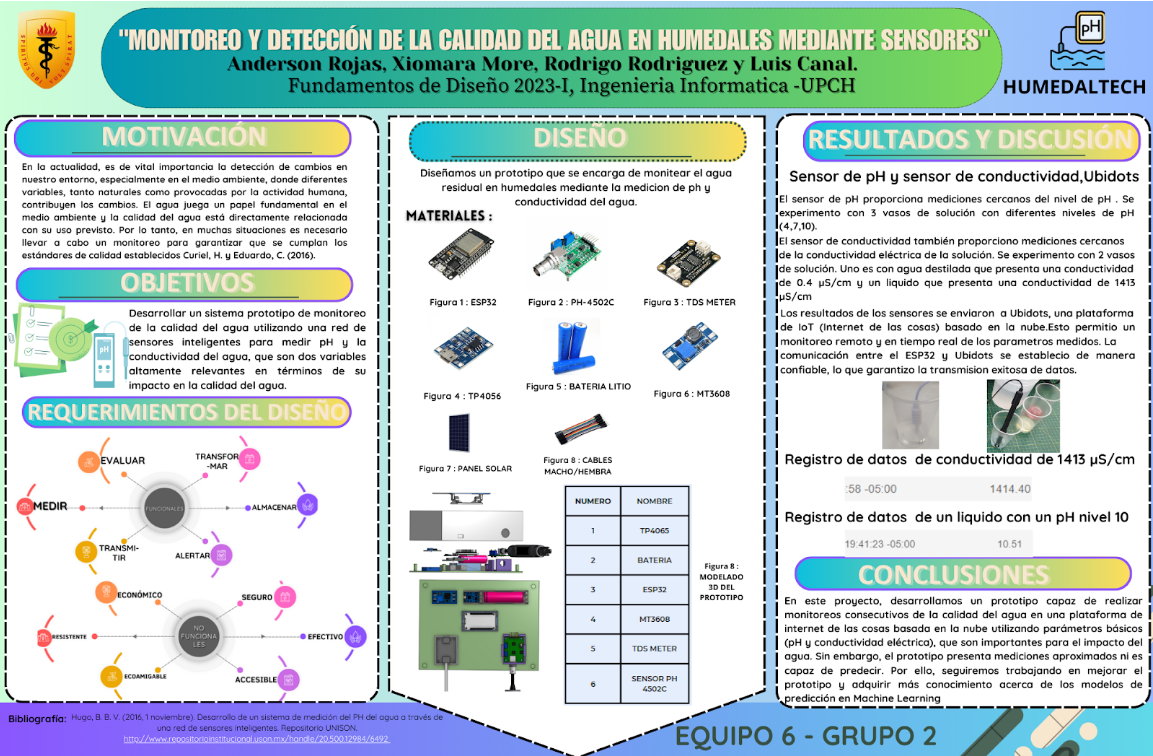 "MONITOREO Y DETECCIÓN DE LA CALIDAD DEL AGUA EN HUMEDALES MEDIANTE SENSORES"
Anderson Rojas, Xiomara More, Rodrigo Rodriguez y Luis Canal.
Fundamentos de Diseño 2023-I, Ingenieria Informatica -UPCH
pH
HUMEDALTECH
MOTIVACIÓN
En la actualidad, es de vital importancia la detección de cambios en
nuestro entorno, especialmente en el medio ambiente, donde diferentes
variables, tanto naturales como provocadas por la actividad humana,
contribuyen los cambios. El agua juega un papel fundamental en el
medio ambiente y la calidad del agua está directamente relacionada
con su uso previsto. Por lo tanto, en muchas situaciones es necesario
llevar a cabo un monitoreo para garantizar que se cumplan los
estándares de calidad establecidos Curiel, H. y Eduardo, C. (2016).
OBJETIVOS
pH
Desarrollar un sistema prototipo de monitoreo
de la calidad del agua utilizando una red de
sensores inteligentes para medir pH y la
conductividad del agua, que son dos variables
altamente relevantes en términos de su
impacto en la calidad del agua.
REQUERIMIENTOS DEL DISEÑO
EVALUAR
TRANSFOR
-MAR
MEDIR
FUNCIONALES
ALMACENAR
TRANSMI-
TIR
ALERTAR
ECONÓMICO
SEGURO
RESISTENTE
NO
FUNCIONA
LES
EFECTIVO
ECOAMIGABLE
ACCESIBLE
DISEÑO
Diseñamos un prototipo que se encarga de monitear el agua
residual en humedales mediante la medicion de ph y
conductividad del agua.
MATERIALES :
Figura 1 : ESP32
Figura 2 : PH-4502C
Figura 3 : TDS METER
Figura 4 : TP4056
Figura 5 : BATERIA LITIO
Figura 6 : MT3608
Figura 7 : PANEL SOLAR
Figura 8 : CABLES
MACHO/HEMBRA
NUMERO NOMBRE
1 TP4065
2 BATERIA
3 ESP32
4 MT3608
5 TDS METER
6 SENSOR PH
4502C
Figura 8 :
MODELADO
3D DEL
PROTOTIPO
RESULTADOS Y DISCUSIÓN
Sensor de pH y sensor de conductividad,Ubidots
El sensor de pH proporciona mediciones cercanos del nivel de pH . Se
experimento con 3 vasos de solución con diferentes niveles de pH
(4,7,10).
El sensor de conductividad también proporciono mediciones cercanos
de la conductividad eléctrica de la solución. Se experimento con 2 vasos
de solución. Uno es con agua destilada que presenta una conductividad
de 0.4 µS/cm y un liquido que presenta una conductividad de 1413
µS/cm
Los resultados de los sensores se enviaron a Ubidots, una plataforma
de IoT (Internet de las cosas) basado en la nube.Esto permitio un
monitoreo remoto y en tiempo real de los parametros medidos. La
comunicación entre el ESP32 y Ubidots se establecio de manera
confiable, lo que garantizo la transmision exitosa de datos.
Registro de datos de conductividad de 1413 µS/cm
:58 -05:00 1414.40
Registro de datos de un liquido con un pH nivel 10
19:41:23 -05:00 10.51
CONCLUSIONES
En este proyecto, desarrollamos un prototipo capaz de realizar
monitoreos consecutivos de la calidad del agua en una plataforma de
internet de las cosas basada en la nube utilizando parámetros básicos
(pH y conductividad eléctrica), que son importantes para el impacto del
agua. Sin embargo, el prototipo presenta mediciones aproximados ni es
capaz de predecir. Por ello, seguiremos trabajando en mejorar el
prototipo y adquirir más conocimiento acerca de los modelos de
predicción en Machine Learning
Bibliografía: Hugo, B. B. V. (2016, 1 noviembre). Desarrollo de un sistema de medición del PH del agua a través de
una red de sensores inteligentes. Repositorio UNISON.
http://www.repositorioinstitucional.uson.mx/handle/20.500.12984/6492
EQUIPO 6 - GRUPO 2